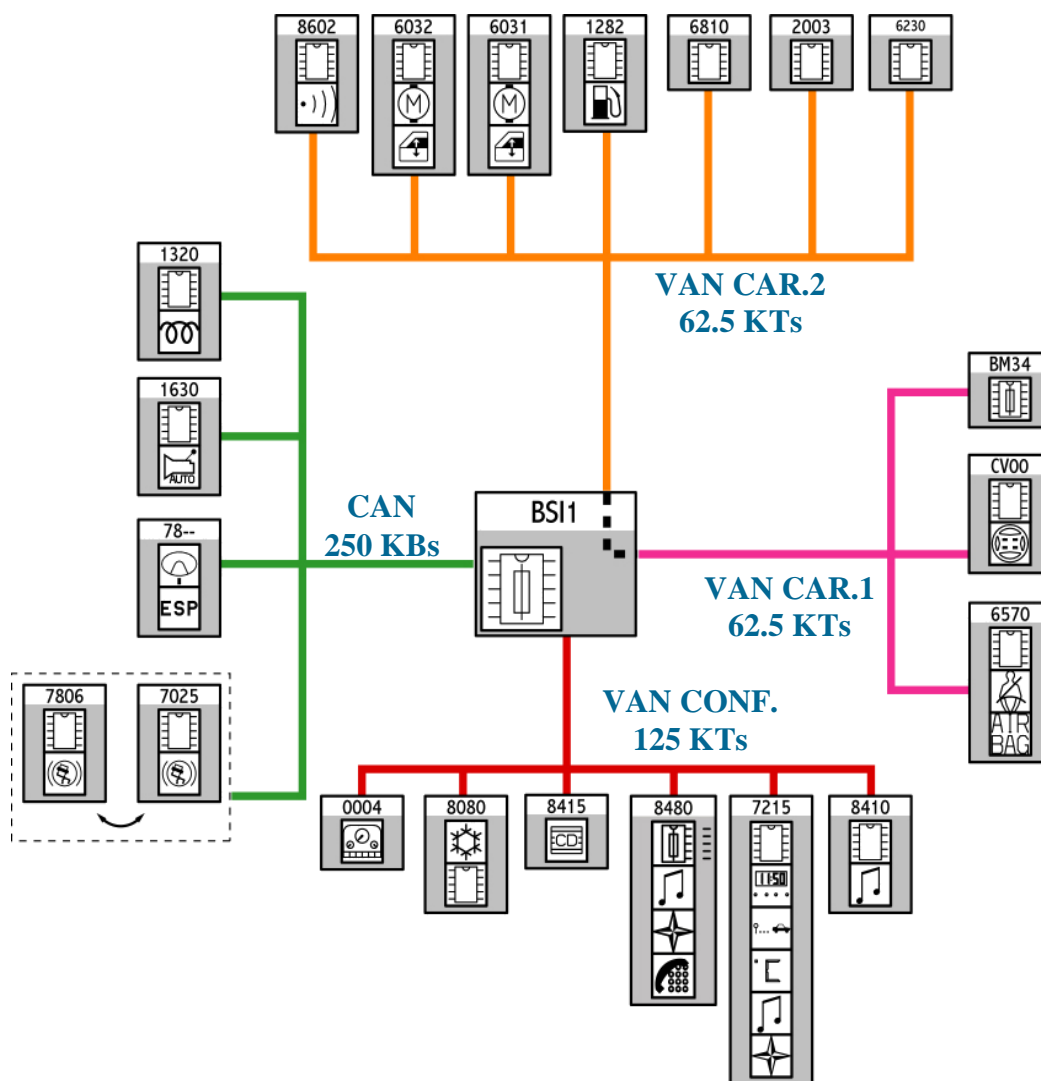 8602
6032
6031
1282
6810
2003
6230
M
M
VAN CAR.2
62.5 KTs
1320
1630
AUTO
78--
ESP
7806
7025
CAN
250 KBs
BSI1
VAN CAR.1
62.5 KTs
BM34
CV00
6570
AIR
BAG
VAN CONF.
125 KTs
0004
8080
8415
CD
8480
7215
11:50
°C
8410